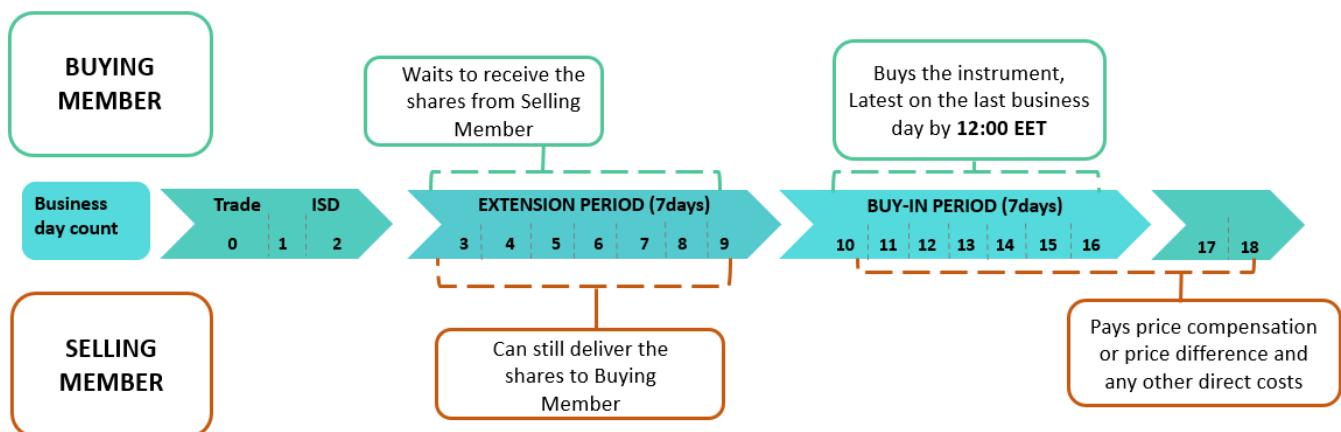 BUYING
MEMBER
Waits to receive the
shares from Selling
Member
Buys the instrument,
Latest on the last business
day by 12:00 EET
Business
day count
Trade ISD
0 1 2
EXTENSION PERIOD (7days)
3 4 5 6 7 8 9
BUY-IN PERIOD (7days)
10 11 12 13 14 15 16
17 18
SELLING
MEMBER
Can still deliver the
shares to Buying
Member
Pays price compensation
or price difference and
any other direct costs